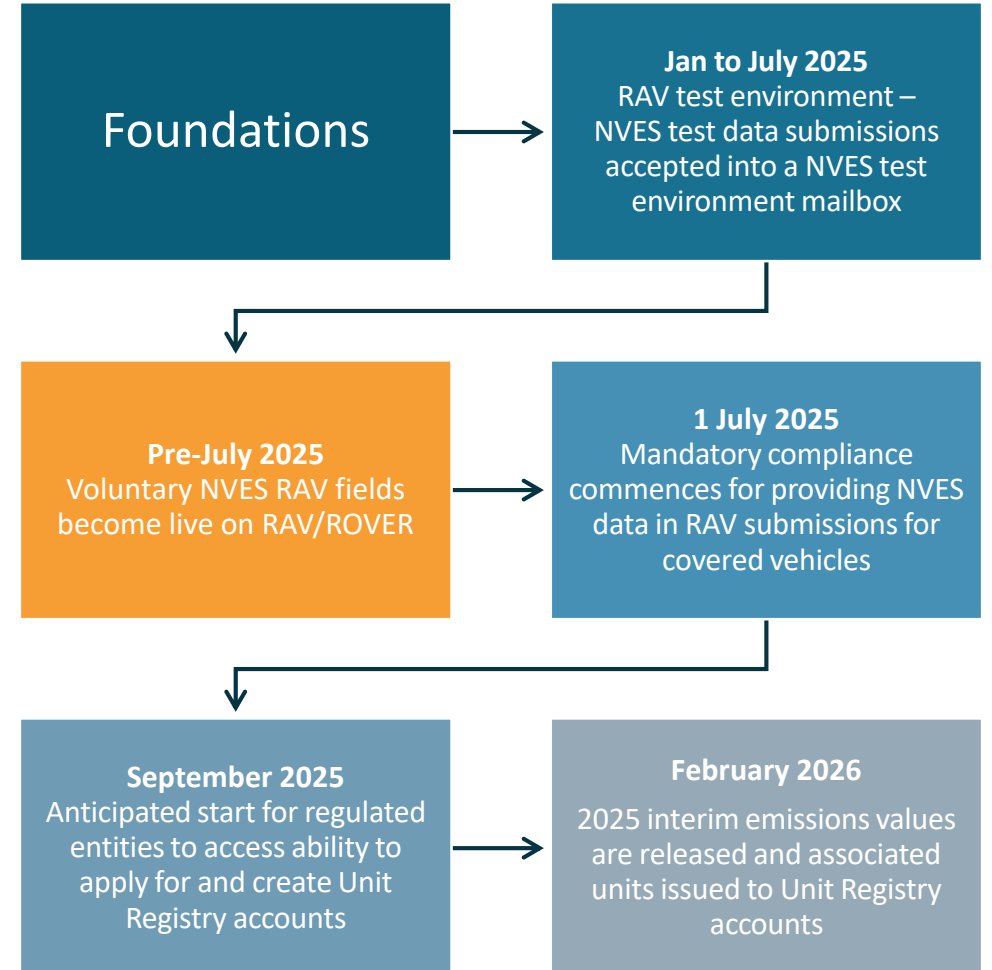 Foundations
Jan to July 2025
RAV test environment –
NVES test data submissions
accepted into a NVES test
environment mailbox
Pre-July 2025
Voluntary NVES RAV fields
become live on RAV/ROVER
1 July 2025
Mandatory compliance
commences for providing NVES
data in RAV submissions for
covered vehicles
September 2025
Anticipated start for regulated
entities to access ability to
apply for and create Unit
Registry accounts
February 2026
2025 interim emissions values
are released and associated
units issued to Unit Registry
accounts